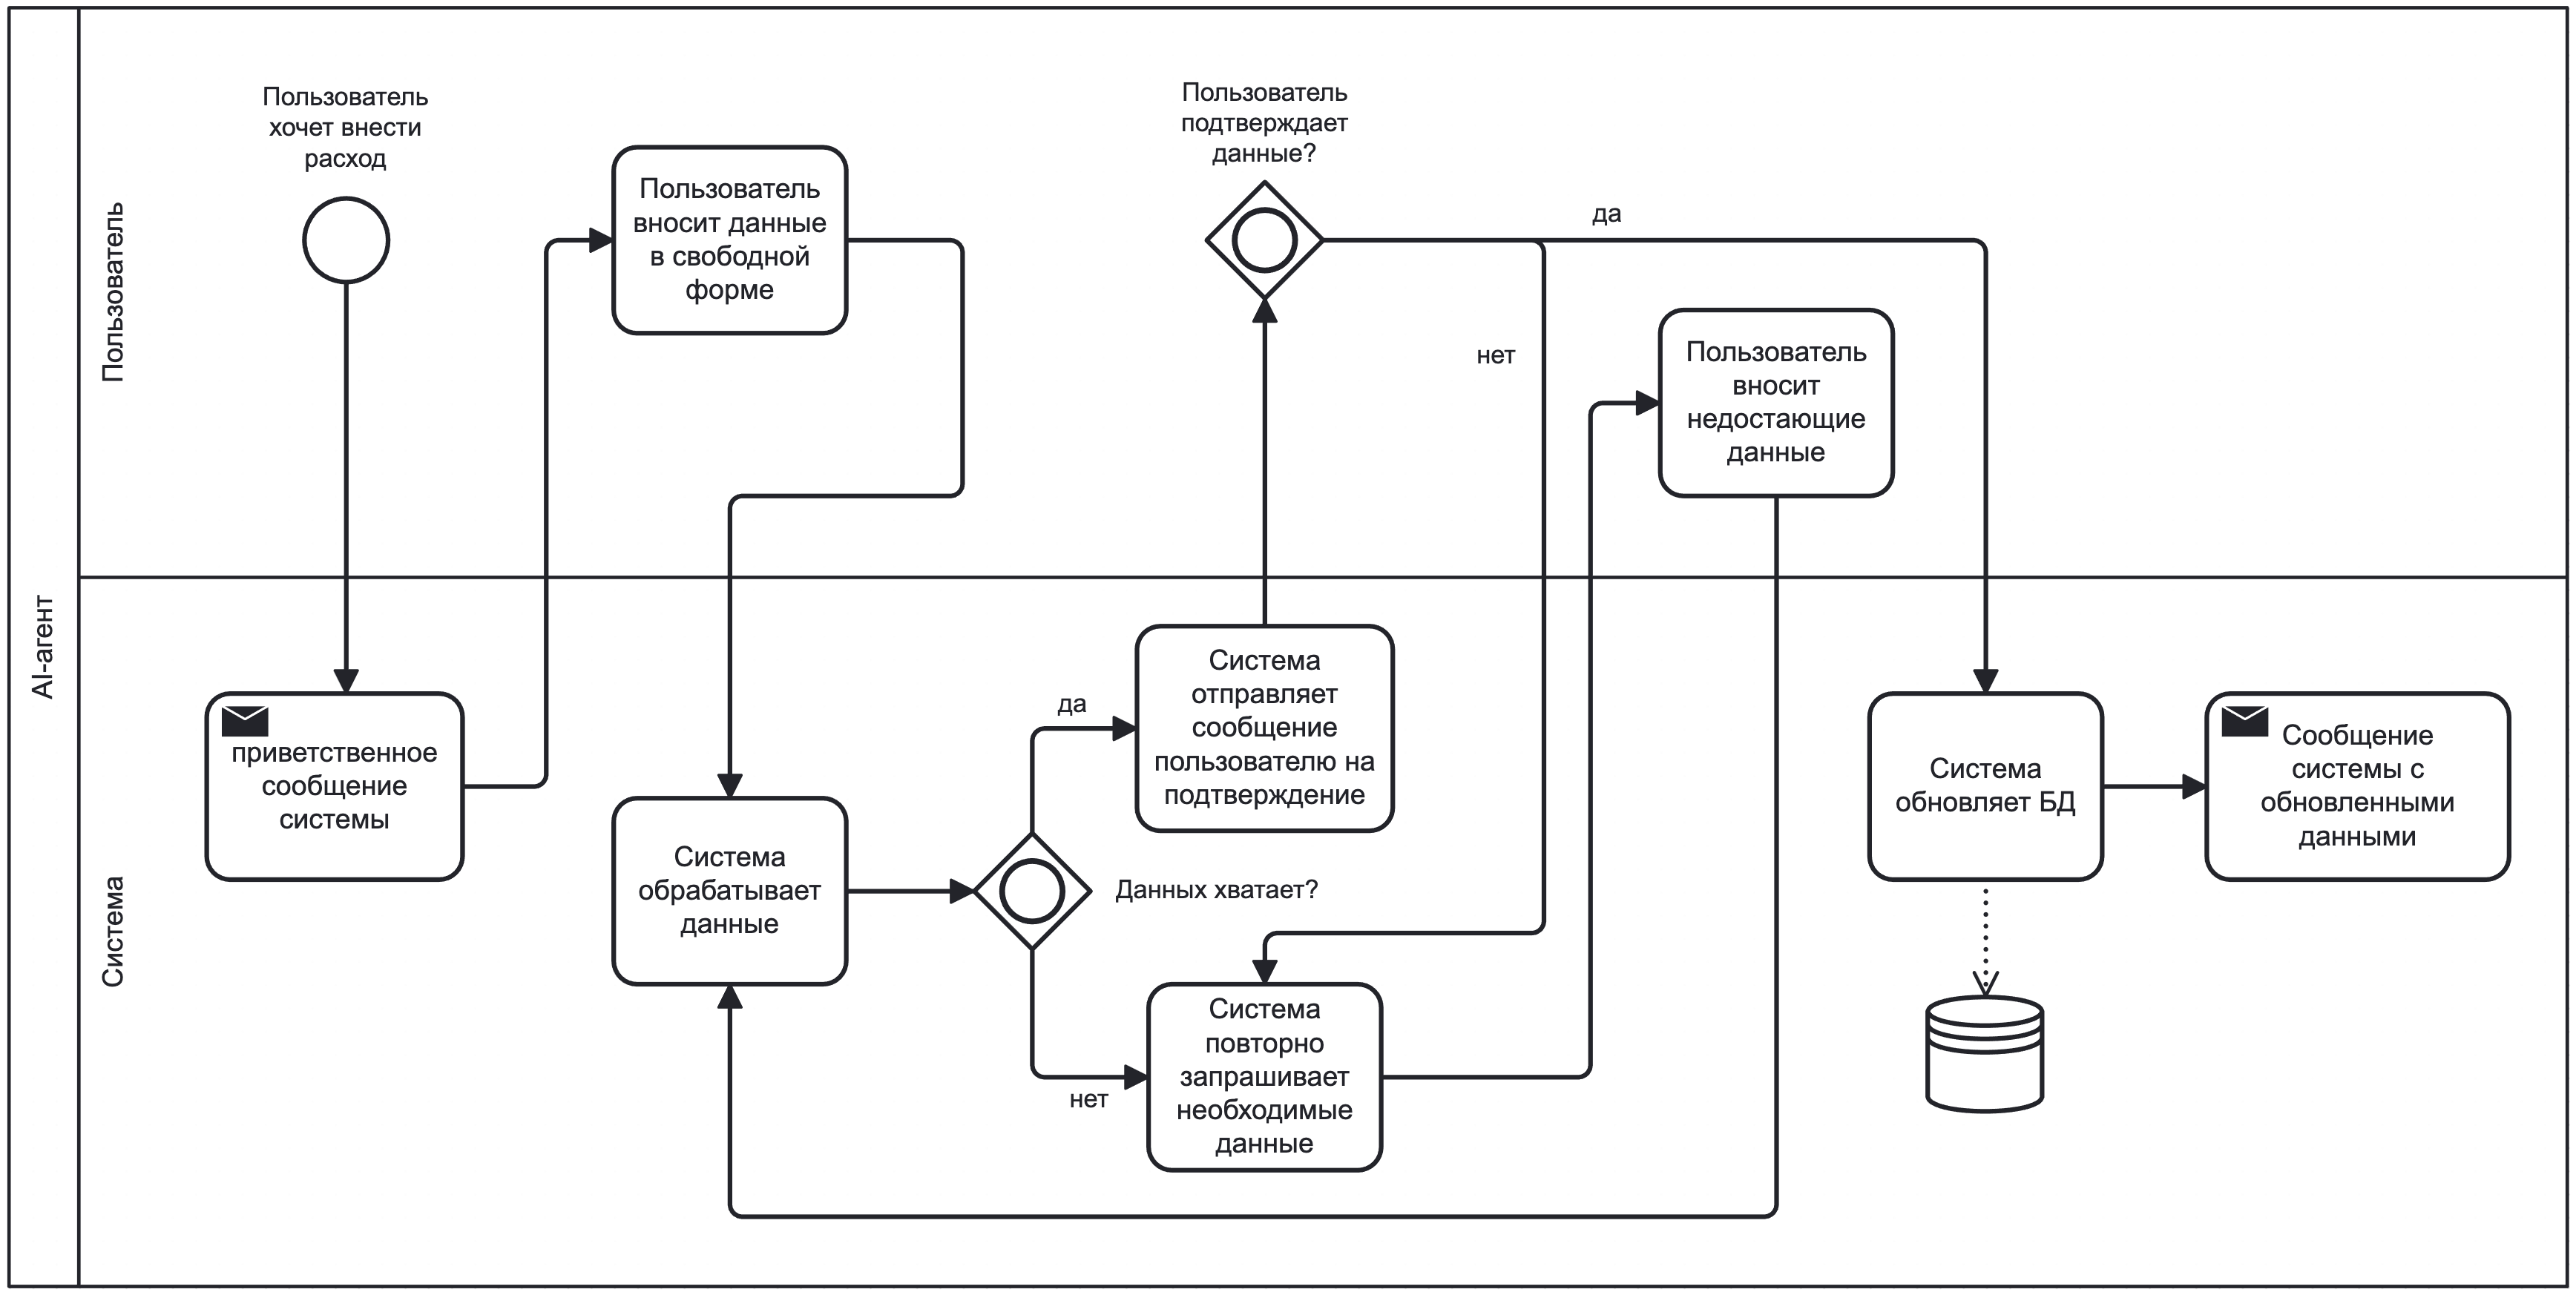 AI-агент
Пользователь
Пользователь
хочет внести
расход
Пользователь
вносит данные
в свободной
форме
Пользователь
подтверждает
данные?
да
нет
Пользователь
вносит
недостающие
данные
Система
приветственное
сообщение
системы
Система
обрабатывает
данные
Данных хватает?
да
нет
Система
отправляет
сообщение
пользователю на
подтверждение
Система
повторно
запрашивает
необходимые
данные
Система
обновляет БД
Сообщение
системы с
обновленными
данными